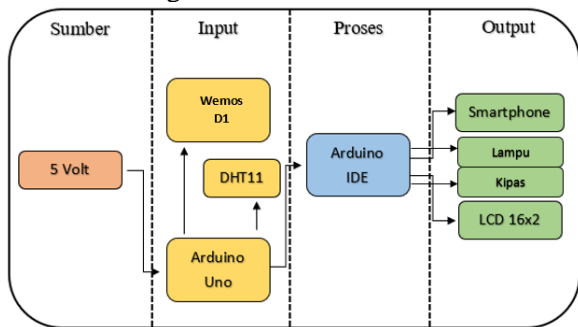 Sumber
Input
Proses
Output
5 Volt
Wemos
D1
DHT11
Arduino
Uno
Arduino
IDE
Smartphone
Lampu
Kipas
LCD 16x2